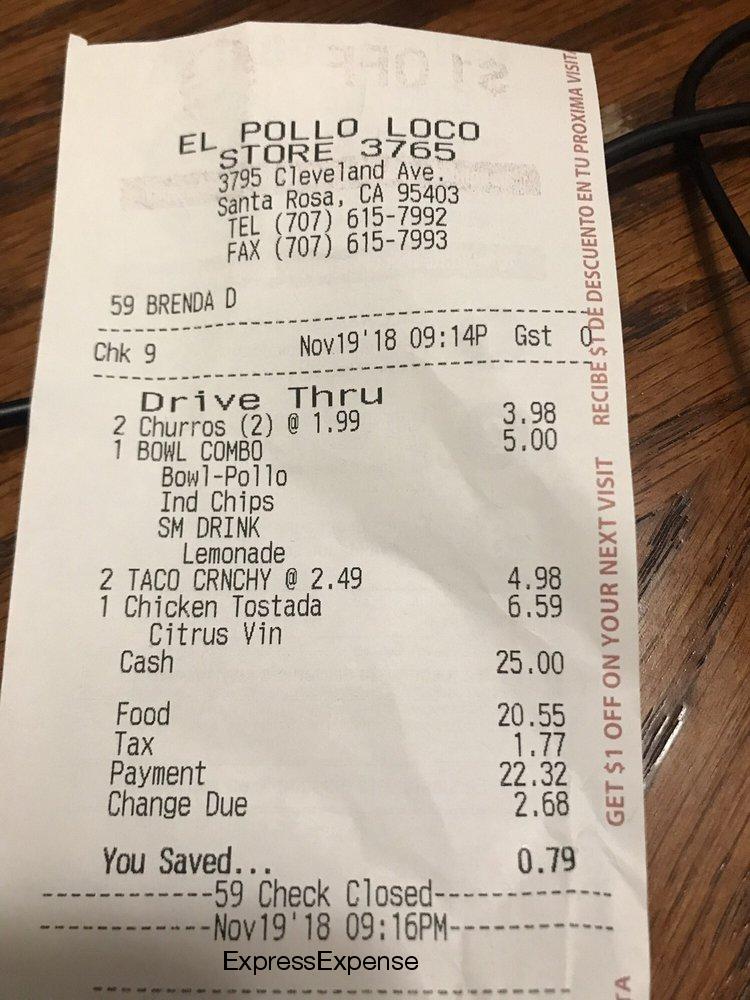 $1 OFF
EL POLLO LOCO
STORE 3765
3795 Cleveland Ave.
Santa Rosa, CA 95403
TEL (707) 615-7992
FAX (707) 615-7993
59 BRENDA D
Chk 9 Nov19'18 09:14P Gst 0
Drive Thru
2 Churros (2) @ 1.99 3.98
1 BOWL COMBO 5.00
Bowl-Pollo
Ind Chips
SM DRINK
Lemonade
2 TACO CRNCHY @ 2.49 4.98
1 Chicken Tostada 6.59
Citrus Vin
Cash 25.00
Food 20.55
Tax 1.77
Payment 22.32
Change Due 2.68
You Saved... 0.79
------------59 Check Closed------------
------------Nov19'18 09:16PM------------
ExpressExpense
GET $1 OFF ON YOUR NEXT VISIT RECIBE $1 DE DESCUENTO EN TU PROXIMA VISITA